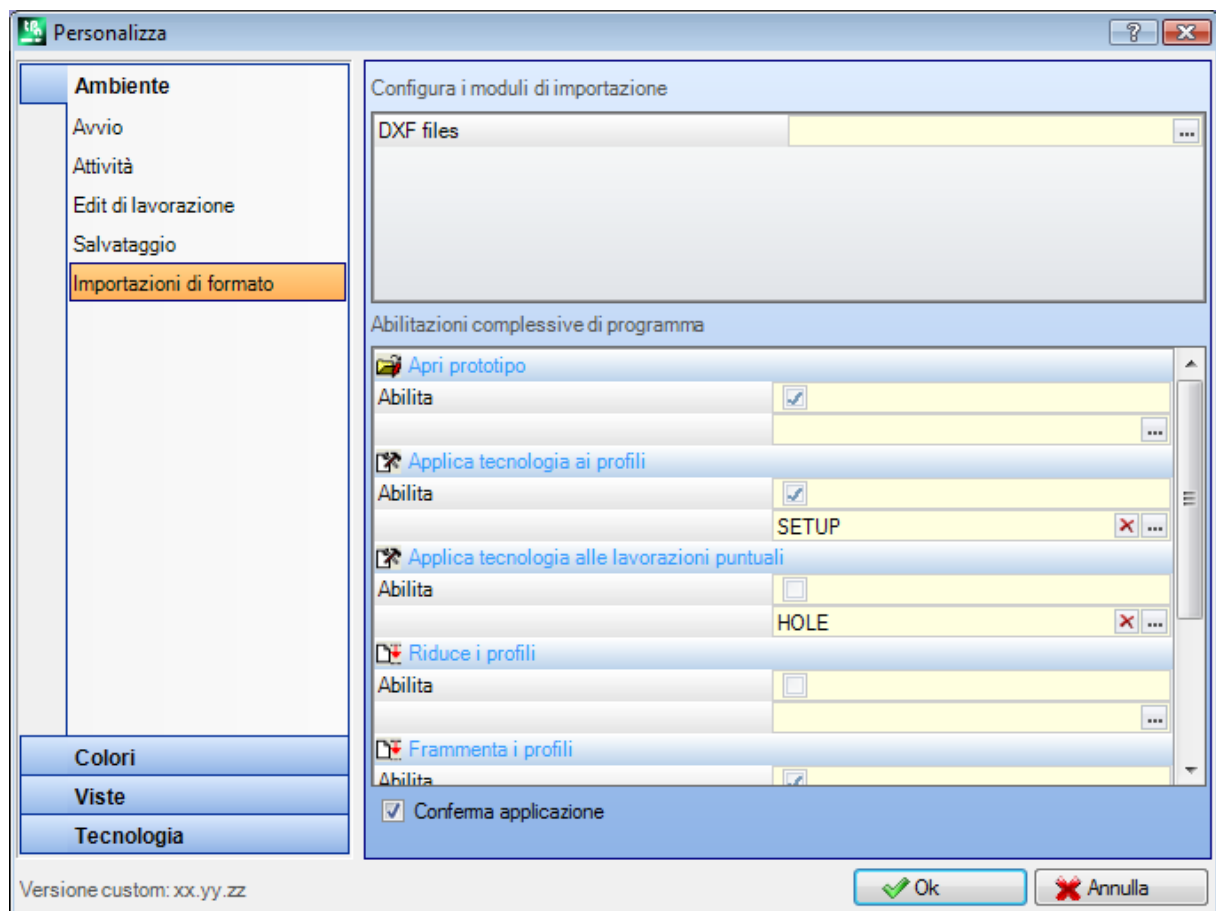 Personalizza
Ambiente
Avvio
Attività
Edit di lavorazione
Salvataggio
Importazioni di formato
Colori
Viste
Tecnologia
Configura i moduli di importazione
DXF files
...
Abilitazioni complessive di programma
Apri prototipo
Abilita
...
Applica tecnologia ai profili
Abilita
SETUP ...
Applica tecnologia alle lavorazioni puntuali
Abilita
HOLE ...
Riduce i profili
Abilita
...
Frammenta i profili
Abilita
Conferma applicazione
Versione custom: xx.yy.zz
Ok
Annulla